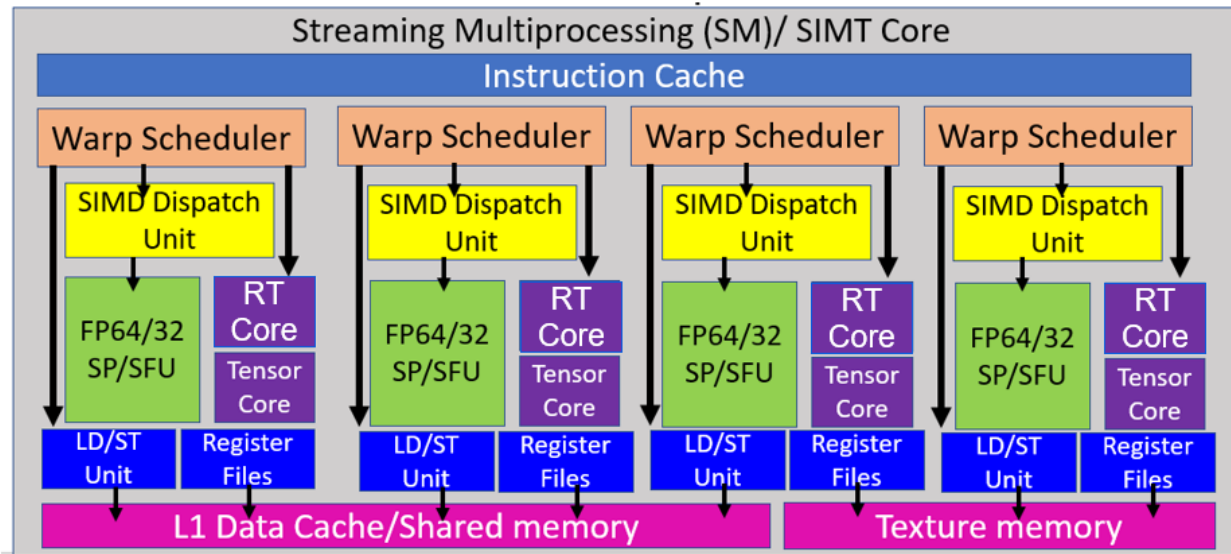 Streaming Multiprocessing (SM)/ SIMT Core
Instruction Cache
Warp Scheduler
Warp Scheduler
Warp Scheduler
Warp Scheduler
SIMD Dispatch
Unit
SIMD Dispatch
Unit
SIMD Dispatch
Unit
SIMD Dispatch
Unit
FP64/32
SP/SFU
RT
Core
Tensor
Core
FP64/32
SP/SFU
RT
Core
Tensor
Core
FP64/32
SP/SFU
RT
Core
Tensor
Core
FP64/32
SP/SFU
RT
Core
Tensor
Core
LD/ST
Unit
Register
Files
LD/ST
Unit
Register
Files
LD/ST
Unit
Register
Files
LD/ST
Unit
Register
Files
L1 Data Cache/Shared memory
Texture memory